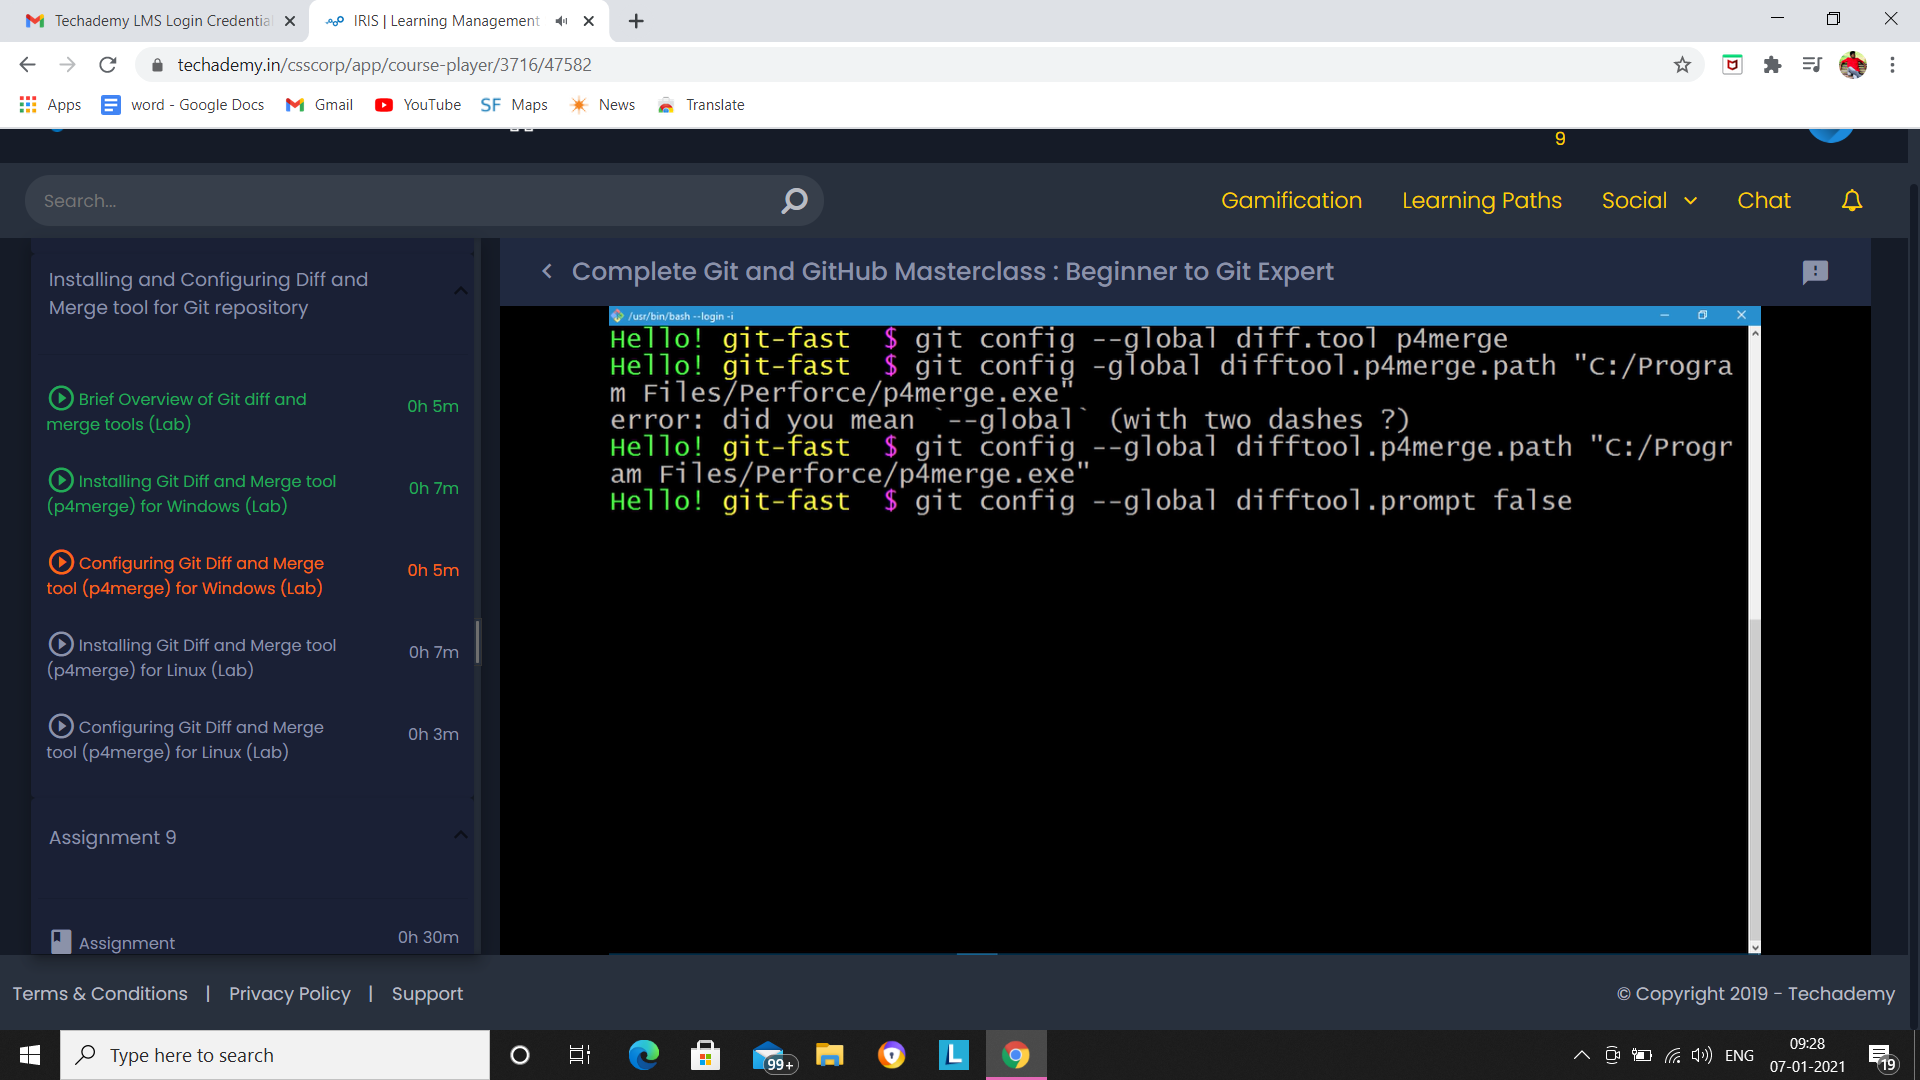 Techademy LMS Login Credentia
IRIS | Learning Management
techademy.in/csscorp/app/course-player/3716/47582
Apps
word - Google Docs
Gmail
YouTube
SF Maps
News
Translate
9
Search...
Gamification
Learning Paths
Social
Chat
Installing and Configuring Diff and
Merge tool for Git repository
Brief Overview of Git diff and
merge tools (Lab)
0h 5m
Installing Git Diff and Merge tool
(p4merge) for Windows (Lab)
0h 7m
Configuring Git Diff and Merge
tool (p4merge) for Windows (Lab)
0h 5m
Installing Git Diff and Merge tool
(p4merge) for Linux (Lab)
0h 7m
Configuring Git Diff and Merge
tool (p4merge) for Linux (Lab)
0h 3m
Assignment 9
Assignment
0h 30m
Complete Git and GitHub Masterclass : Beginner to Git Expert
/usr/bin/bash --login -i
Hello! git-fast $ git config --global diff.tool p4merge
Hello! git-fast $ git config -global difftool.p4merge.path "C:/Progra
m Files/Perforce/p4merge.exe"
error: did you mean `--global` (with two dashes ?)
Hello! git-fast $ git config --global difftool.p4merge.path "C:/Progr
am Files/Perforce/p4merge.exe"
Hello! git-fast $ git config --global difftool.prompt false
Terms & Conditions | Privacy Policy | Support
© Copyright 2019 - Techademy
Type here to search
99+
L
ENG
09:28
07-01-2021
19